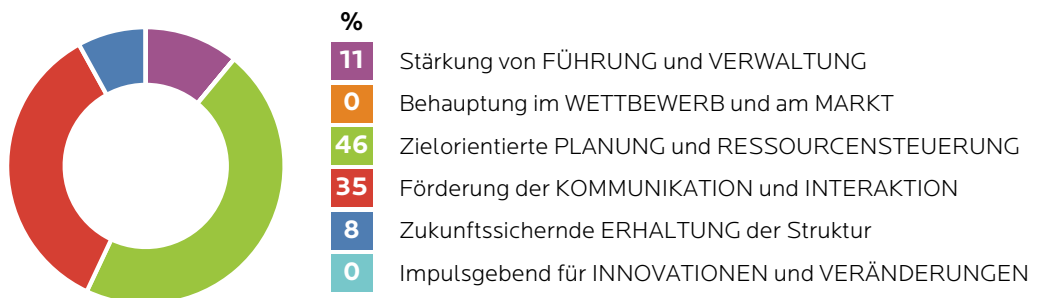 %
11 Stärkung von FÜHRUNG und VERWALTUNG
0 Behauptung im WETTBEWERB und am MARKT
46 Zielorientierte PLANUNG und RESSOURCENSTEUERUNG
35 Förderung der KOMMUNIKATION und INTERAKTION
8 Zukunftssichernde ERHALTUNG der Struktur
0 Impulsgebend für INNOVATIONEN und VERÄNDERUNGEN